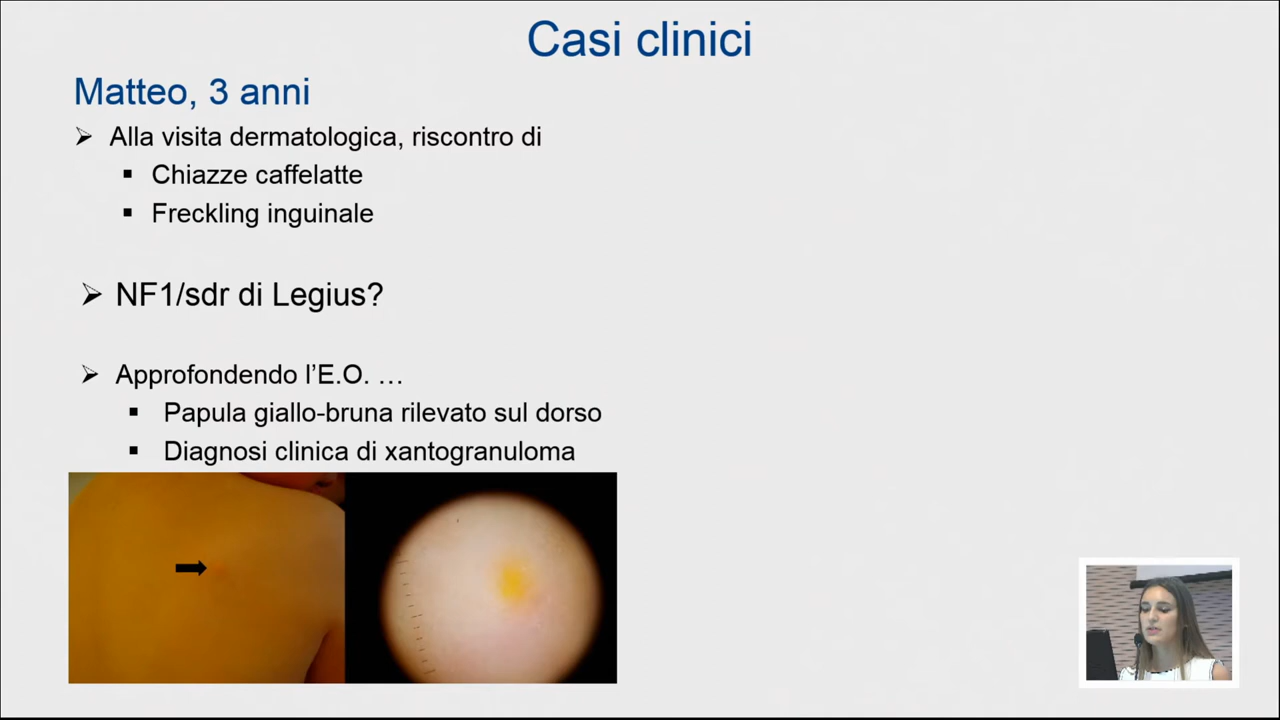 Casi clinici
Matteo, 3 anni
Alla visita dermatologica, riscontro di
Chiazze caffelatte
Freckling inguinale
NF1/sdr di Legius?
Approfondendo l’E.O. …
Papula giallo-bruna rilevato sul dorso
Diagnosi clinica di xantogranuloma